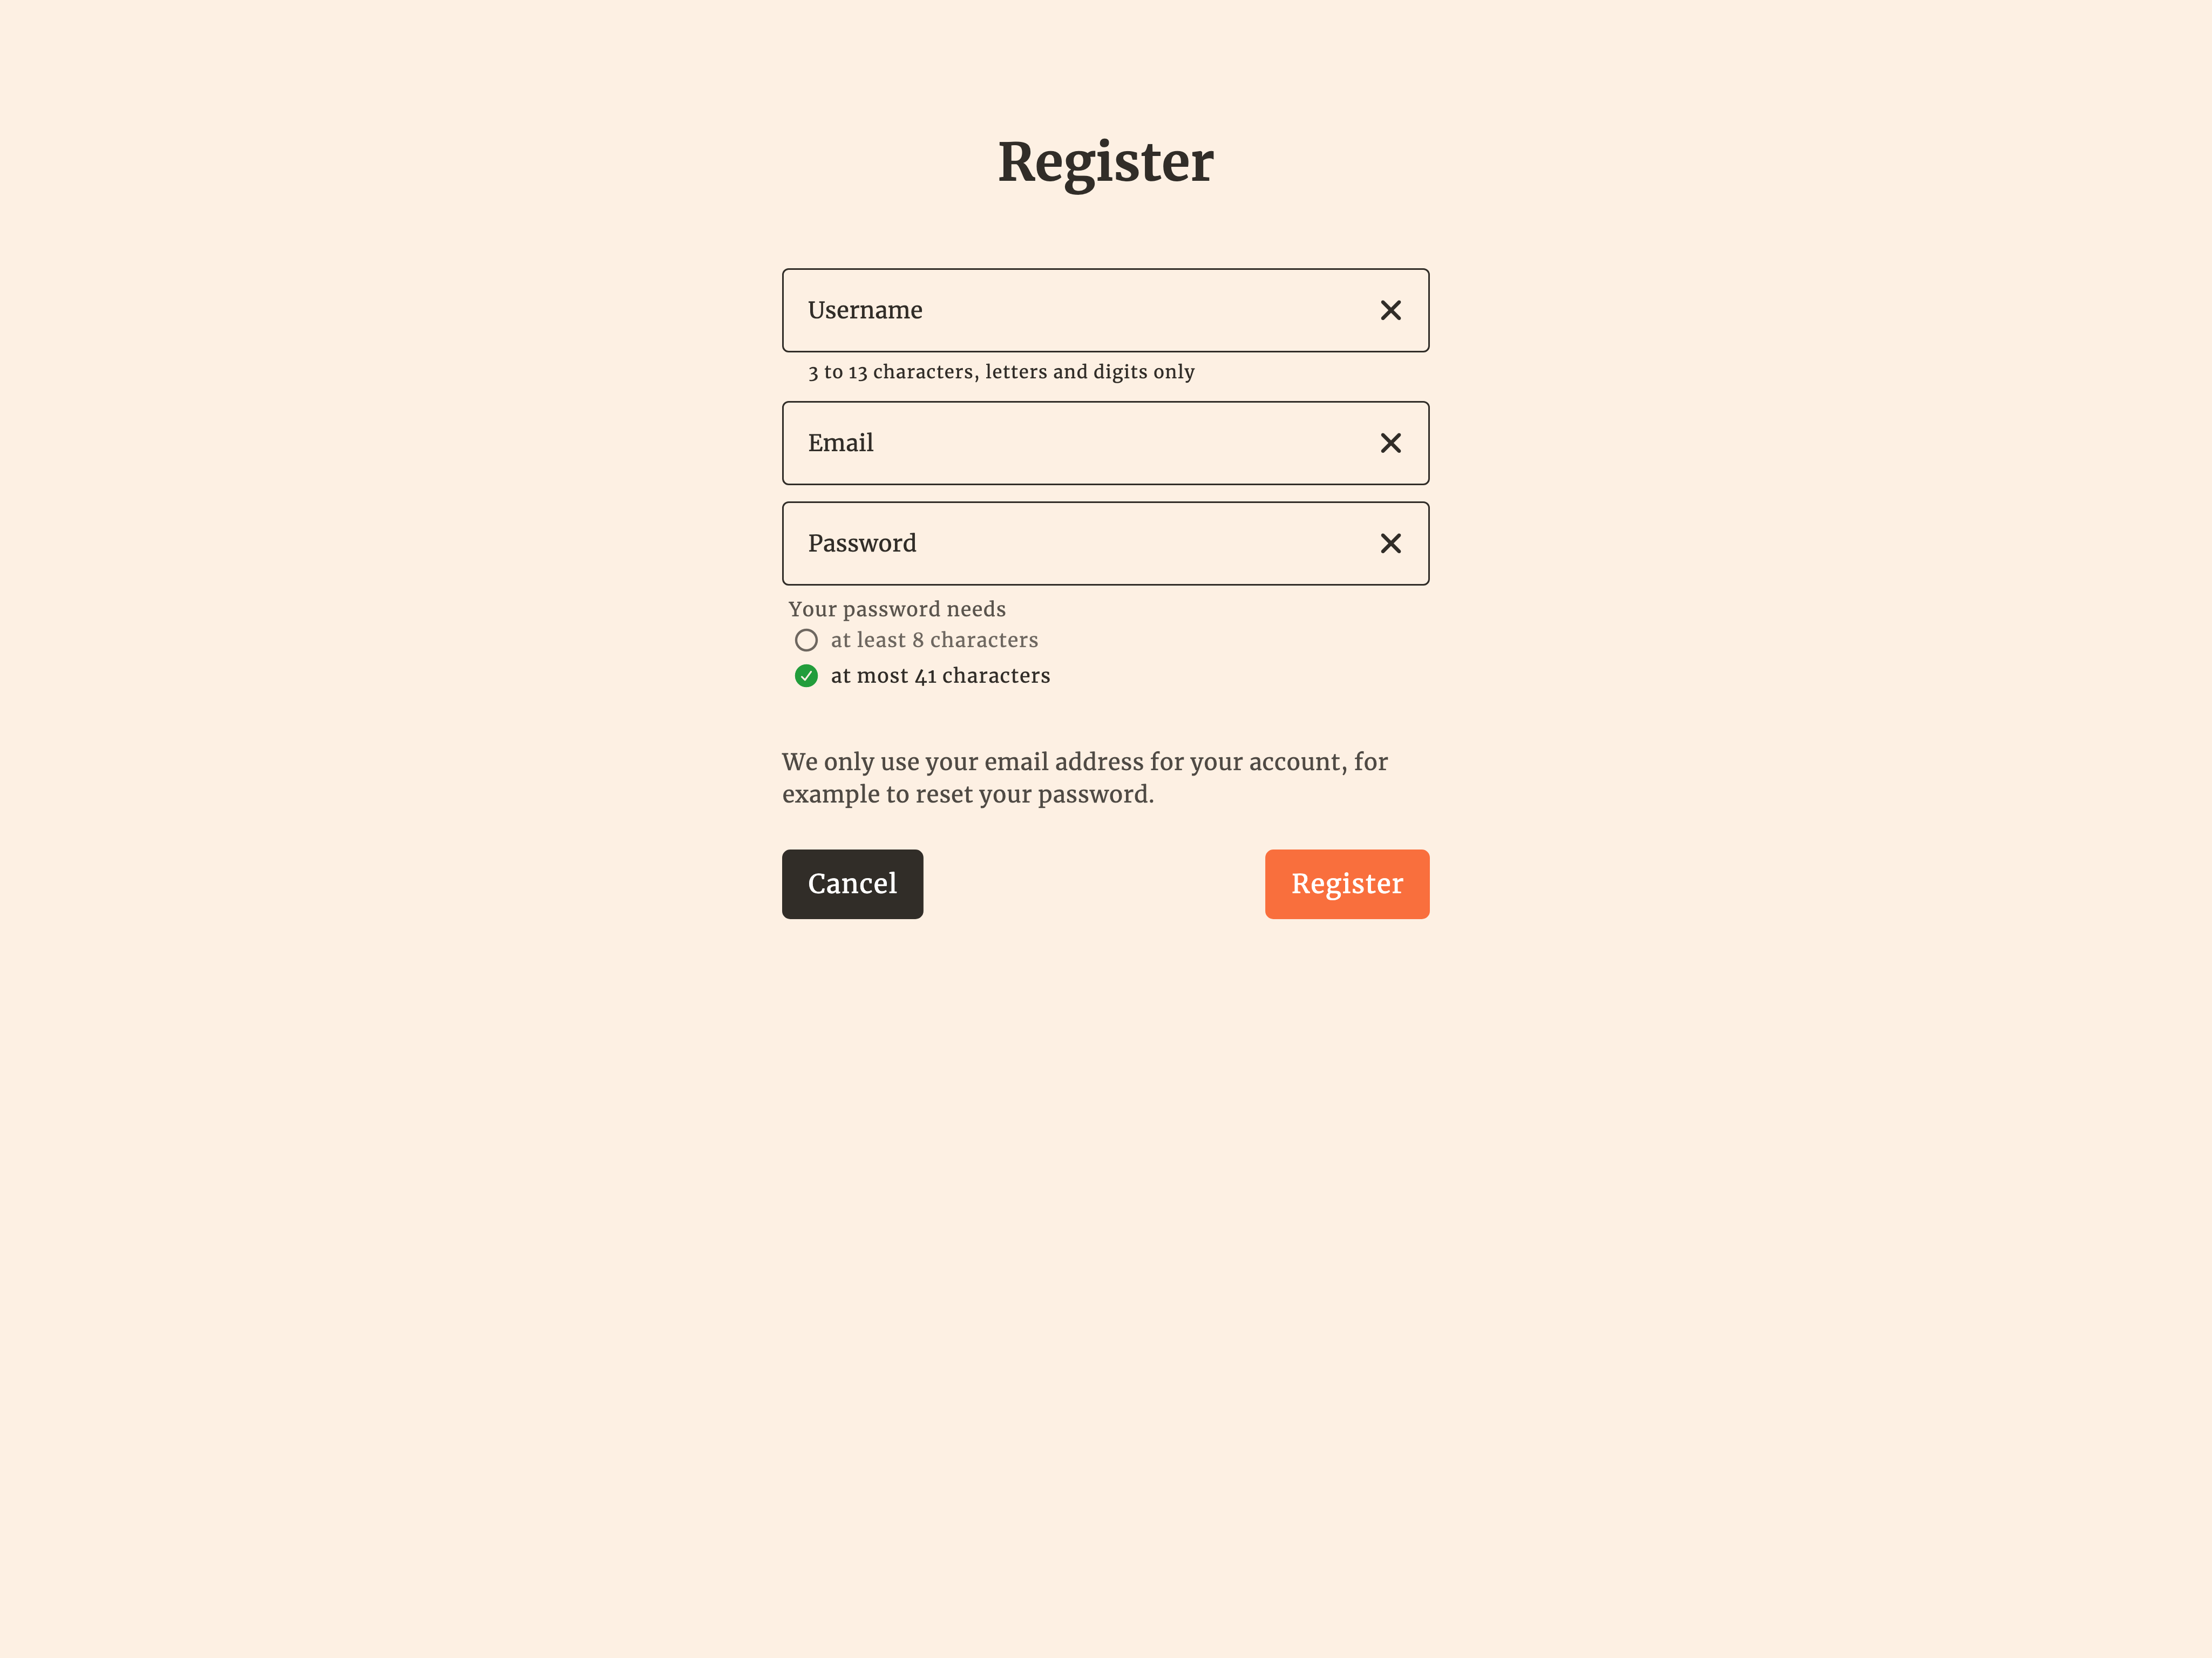 Register
Username
3 to 13 characters, letters and digits only
Email
Password
Your password needs
at least 8 characters
at most 41 characters
We only use your email address for your account, for
example to reset your password.
Cancel
Register